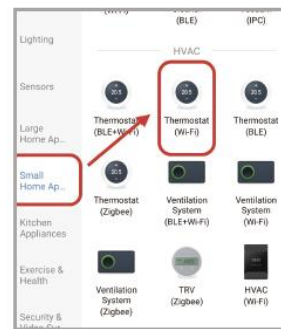 (BLE)
(IPC)
Lighting
HVAC
Sensors
20.5
20.5
20.5
Thermostat
(BLE+Wi-Fi)
Thermostat
(Wi-Fi)
Thermostat
(BLE)
Large
Home Ap...
Small
Home Ap...
20.5
Thermostat
(Zigbee)
Ventilation
System
(BLE+Wi-Fi)
Ventilation
System
(Wi-Fi)
Kitchen
Appliances
Exercise &
Health
Ventilation
System
(Zigbee)
TRV
(Zigbee)
HVAC
(Wi-Fi)
Security &